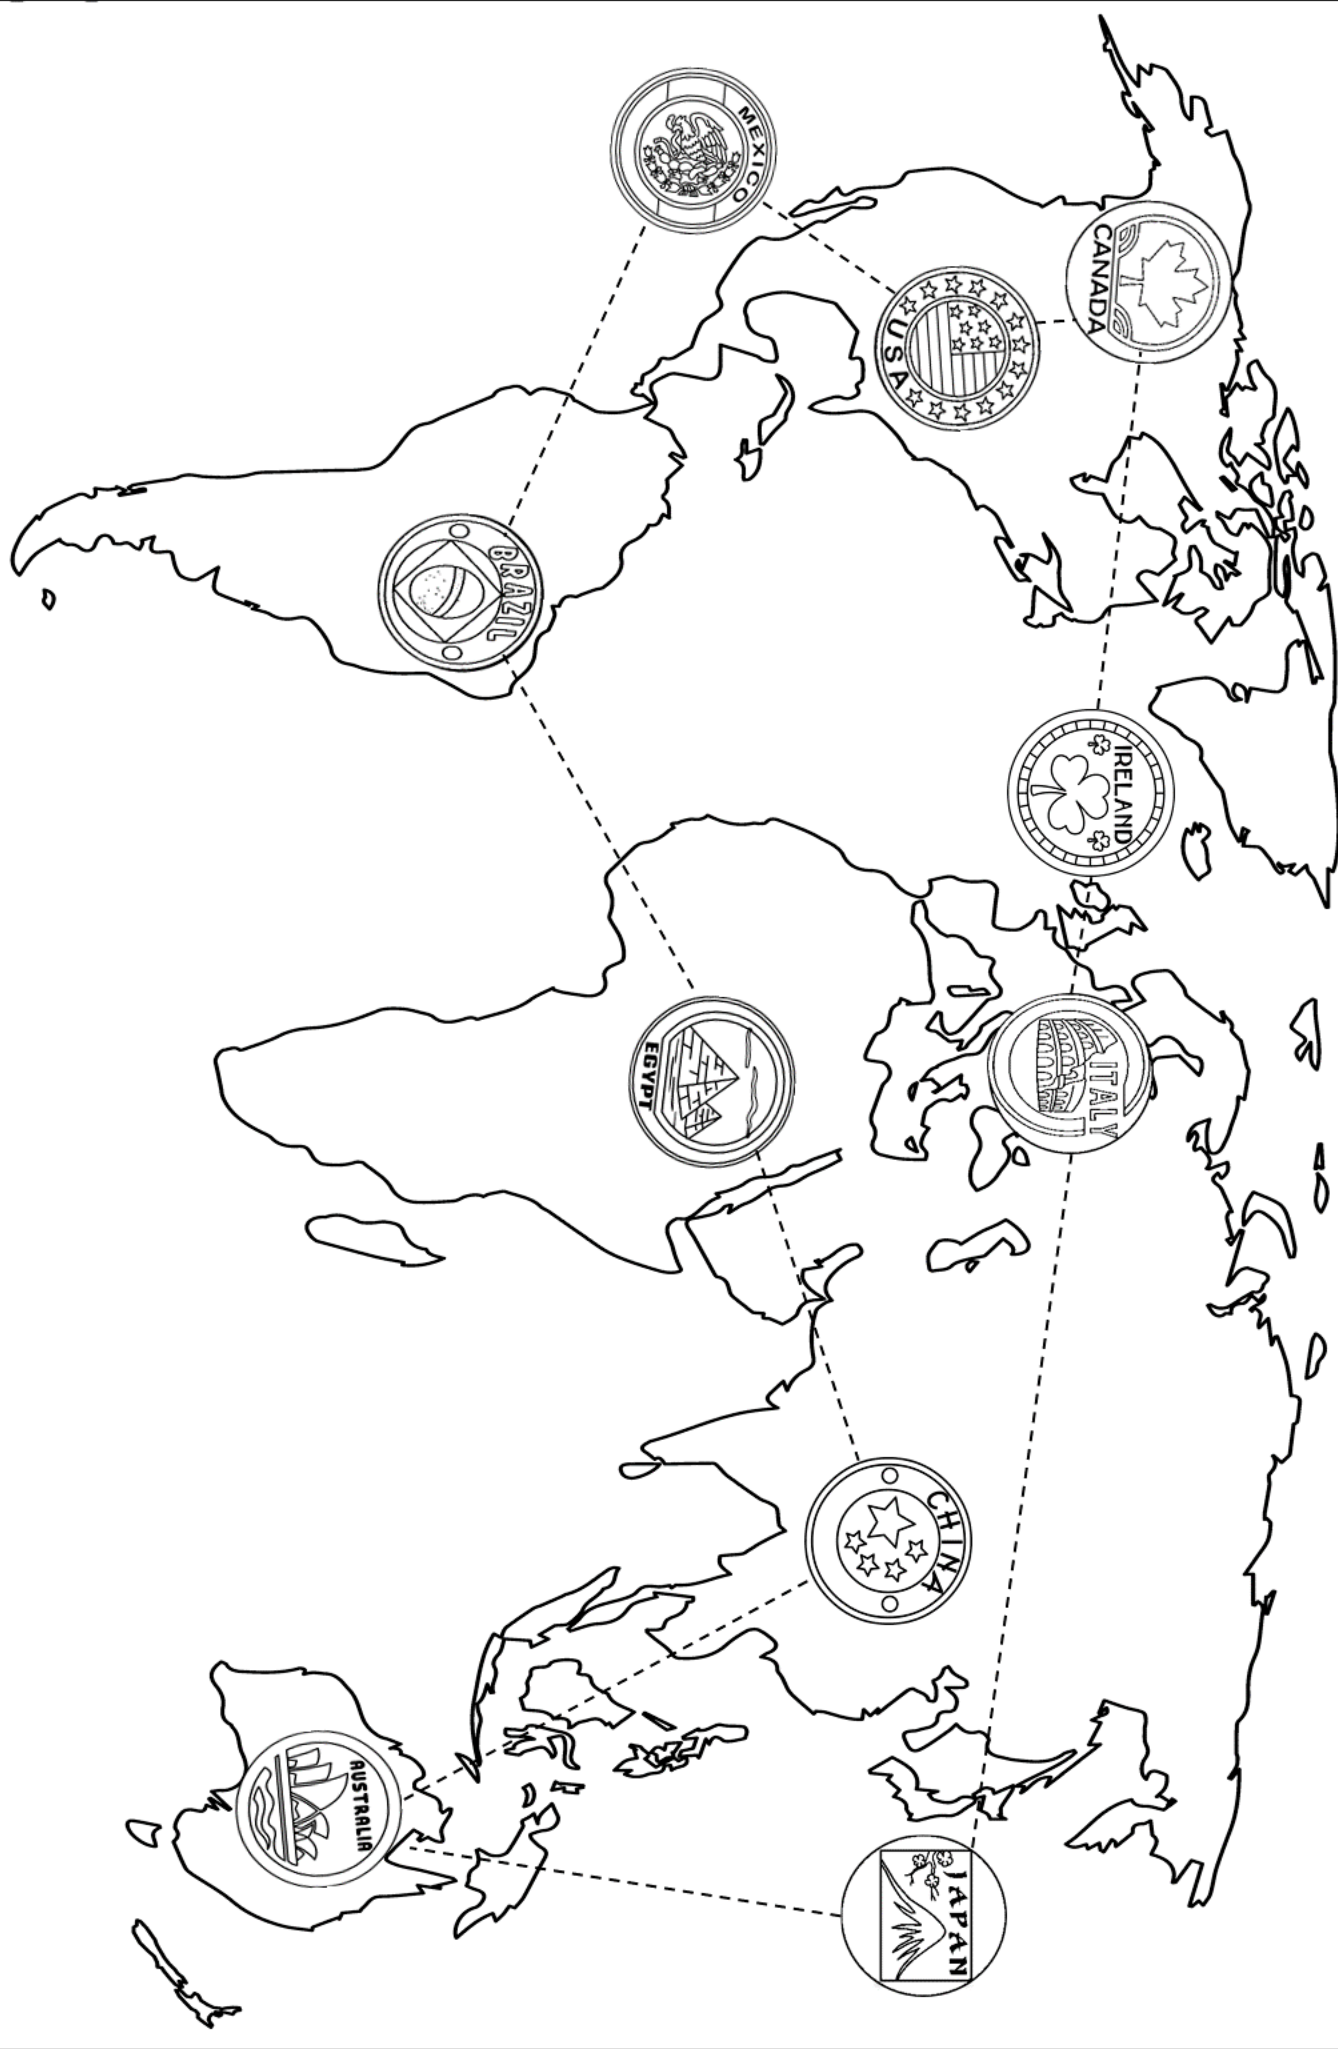 CANADA
USA
MEXICO
IRELAND
ITALY
BRAZIL
EGYPT
CHINA
JAPAN
AUSTRALIA